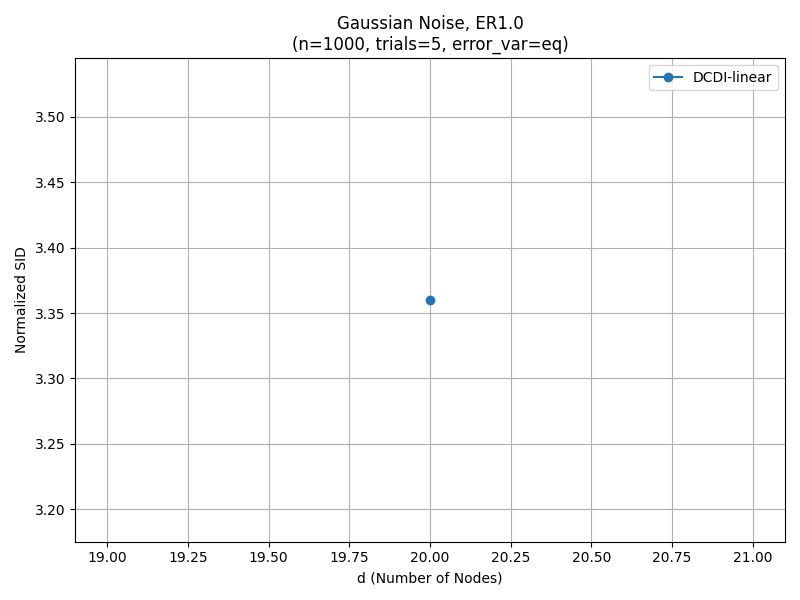 Gaussian Noise, ER1.0
(n=1000, trials=5, error_var=eq)
DCDI-linear
Normalized SID
3.50
3.45
3.40
3.35
3.30
3.25
3.20
19.00 19.25 19.50 19.75 20.00 20.25 20.50 20.75 21.00
d (Number of Nodes)